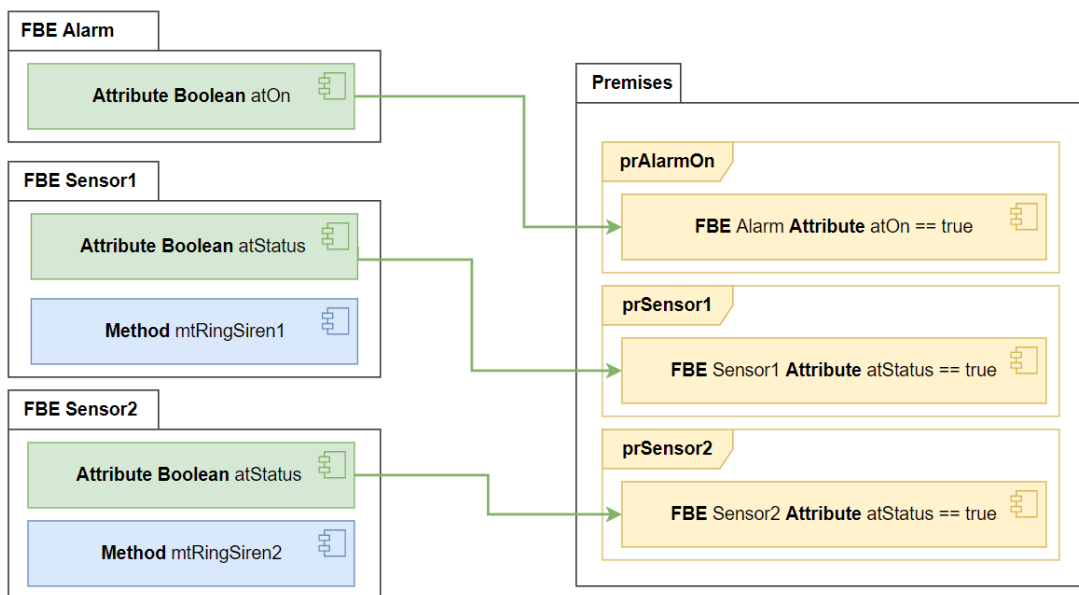 FBE Alarm
Attribute Boolean atOn
FBE Sensor1
Attribute Boolean atStatus
Method mtRingSiren1
FBE Sensor2
Attribute Boolean atStatus
Method mtRingSiren2
Premises
prAlarmOn
FBE Alarm Attribute atOn == true
prSensor1
FBE Sensor1 Attribute atStatus == true
prSensor2
FBE Sensor2 Attribute atStatus == true